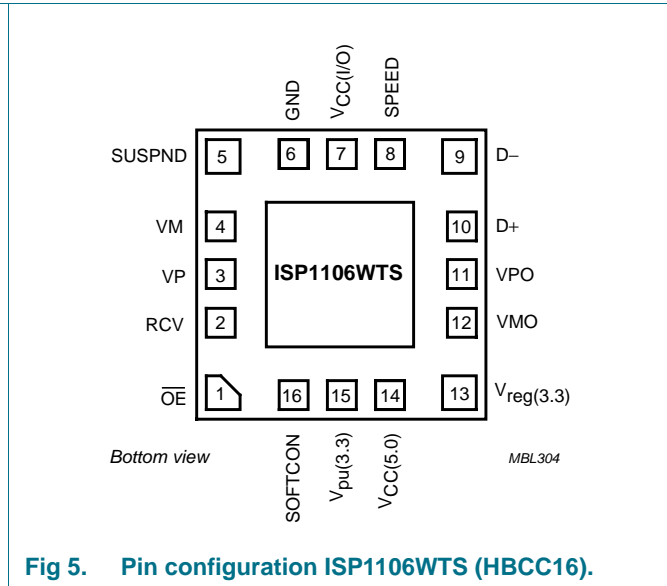 GND
VCC(I/O)
SPEED
SUSPND 5 6 7 8 9 D–
VM 4 10 D+
VP 3 ISP1106WTS 11 VPO
RCV 2 12 VMO
OE 1 16 15 14 13 Vreg(3.3)
Bottom view
SOFTCON
Vpu(3.3)
VCC(5.0)
MBL304
Fig 5. Pin configuration ISP1106WTS (HBCC16).